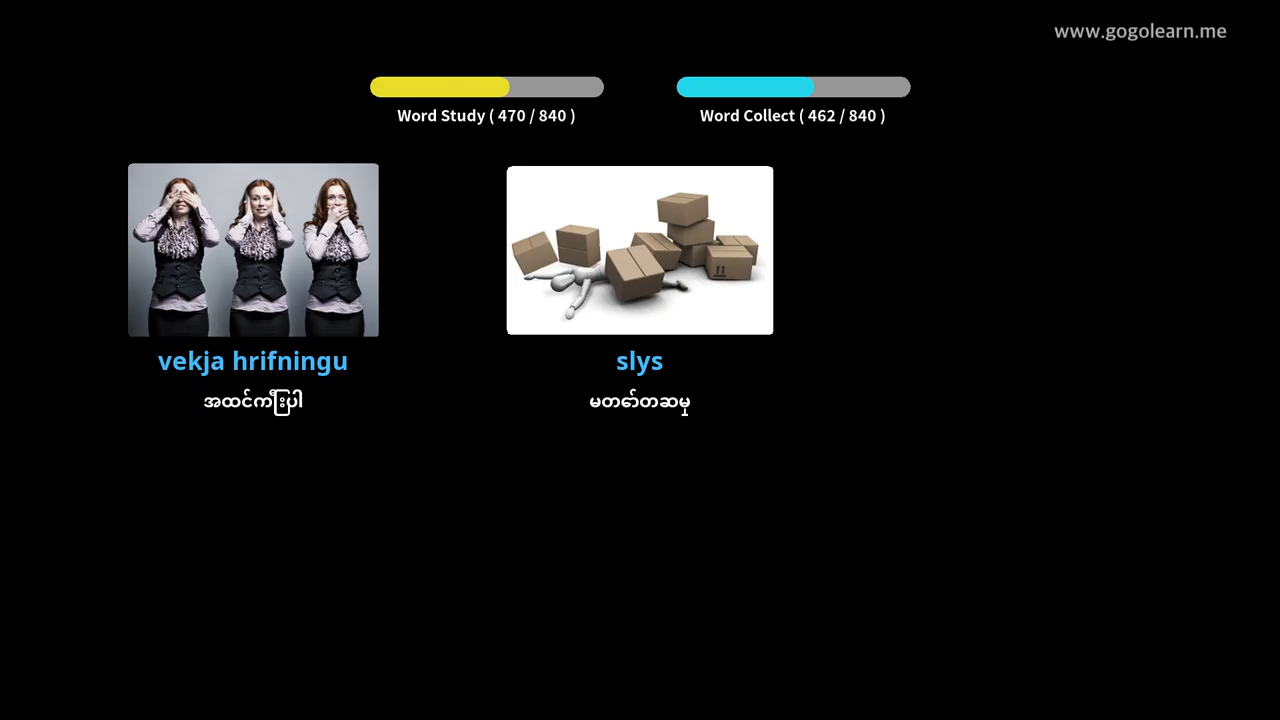 www.gogolearn.me
Word Study ( 470 / 840 )
Word Collect ( 462 / 840 )
vekja hrifningu
slys
အထင်ကြီးပါ
မတော်တဆမှု